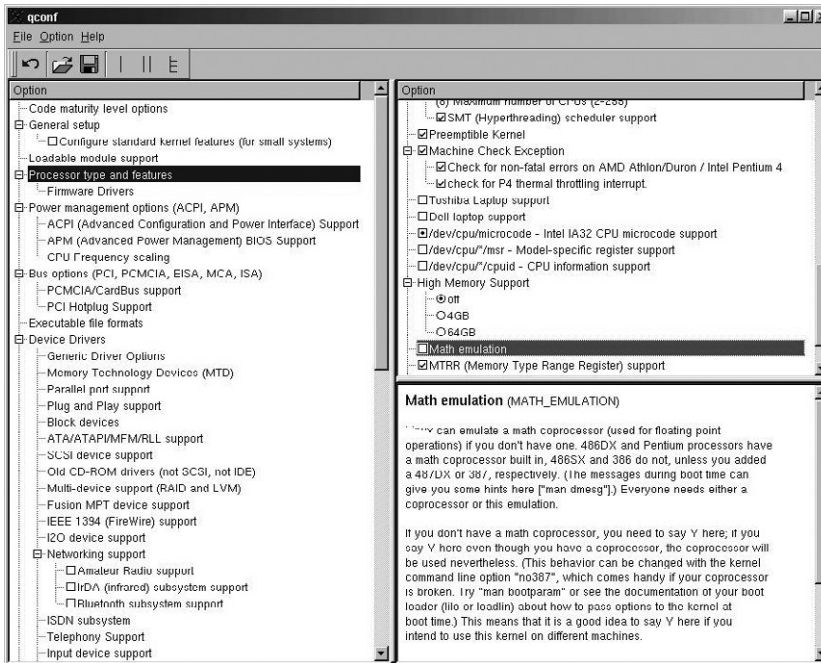 qconf
File Option Help
Option
Code maturity level options
General setup
Configure standard kernel features (for small systems)
Loadable module support
Processor type and features
Firmware Drivers
Power management options (ACPI, APM)
ACPI (Advanced Configuration and Power Interface) Support
APM (Advanced Power Management) BIOS Support
CPU Frequency scaling
Bus options (PCI, PCMCIA, EISA, MCA, ISA)
PCMCIA/CardBus support
PCI Hotplug Support
Executable file formats
Device Drivers
Generic Driver Options
Memory Technology Devices (MTD)
Parallel port support
Plug and Play support
Block devices
ATA/ATAPI/MFM/RLL support
SCSI device support
Old CD-ROM drivers (not SCSI, not IDE)
Multi-device support (RAID and LVM)
Fusion MPT device support
IEEE 1394 (FireWire) support
I2O device support
Networking support
Amateur Radio support
IrDA (infrared) subsystem support
Bluetooth subsystem support
ISDN subsystem
Telephony Support
Input device support
Option
(8) Maximum number of CPUs (2-255)
SMT (Hyperthreading) scheduler support
Preemptible Kernel
Machine Check Exception
Check for non-fatal errors on AMD Athlon/Duron / Intel Pentium 4
check for P4 thermal throttling interrupt.
Toshiba Laptop support
Dell laptop support
/dev/cpu/microcode - Intel IA32 CPU microcode support
/dev/cpu/*/msr - Model-specific register support
/dev/cpu/*/cpuid - CPU information support
High Memory Support
off
4GB
64GB
Math emulation
MTRR (Memory Type Range Register) support
Math emulation (MATH_EMULATION)
can emulate a math coprocessor (used for floating point
operations) if you don't have one. 486DX and Pentium processors have
a math coprocessor built in, 486SX and 386 do not, unless you added
a 487DX or 387, respectively. (The messages during boot time can
give you some hints here ["man dmesg"].) Everyone needs either a
coprocessor or this emulation.
If you don't have a math coprocessor, you need to say Y here; if you
say Y here even though you have a coprocessor, the coprocessor will
be used nevertheless. (This behavior can be changed with the kernel
command line option "no387", which comes handy if your coprocessor
is broken. Try "man bootparam" or see the documentation of your boot
loader (lilo or loadlin) about how to pass options to the kernel at
boot time.) This means that it is a good idea to say Y here if you
intend to use this kernel on different machines.